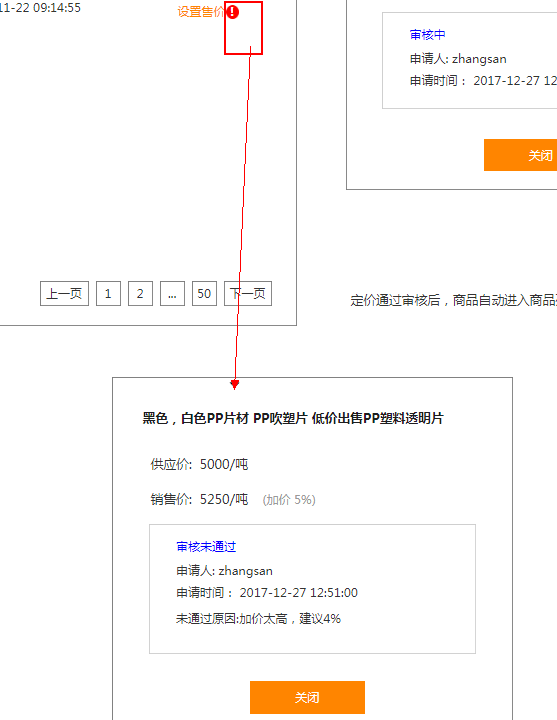 11-22 09:14:55
设置售价
审核中
申请人: zhangsan
申请时间： 2017-12-27 12
关闭
上一页 1 2 ... 50 下一页
定价通过审核后，商品自动进入商品
黑色，白色PP片材 PP吹塑片 低价出售PP塑料透明片
供应价: 5000/吨
销售价: 5250/吨 (加价 5%)
审核未通过
申请人: zhangsan
申请时间： 2017-12-27 12:51:00
未通过原因:加价太高，建议4%
关闭